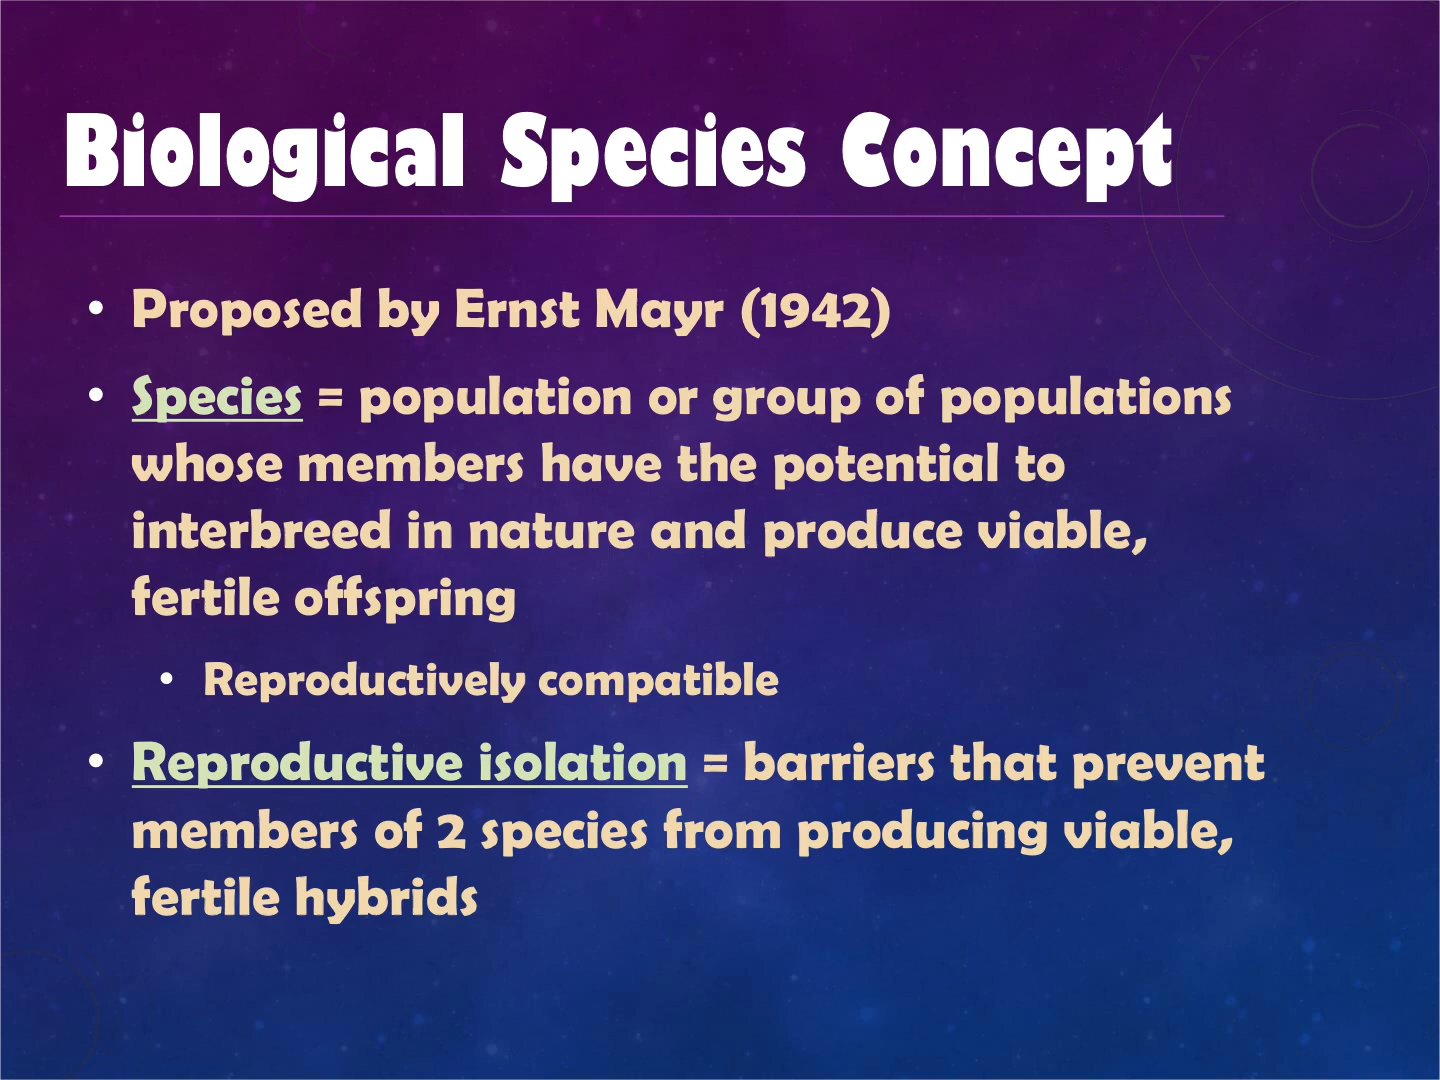 Biological Species Concept
• Proposed by Ernst Mayr (1942)
• Species = population or group of populations
whose members have the potential to
interbreed in nature and produce viable,
fertile offspring
• Reproductively compatible
• Reproductive isolation = barriers that prevent
members of 2 species from producing viable,
fertile hybrids